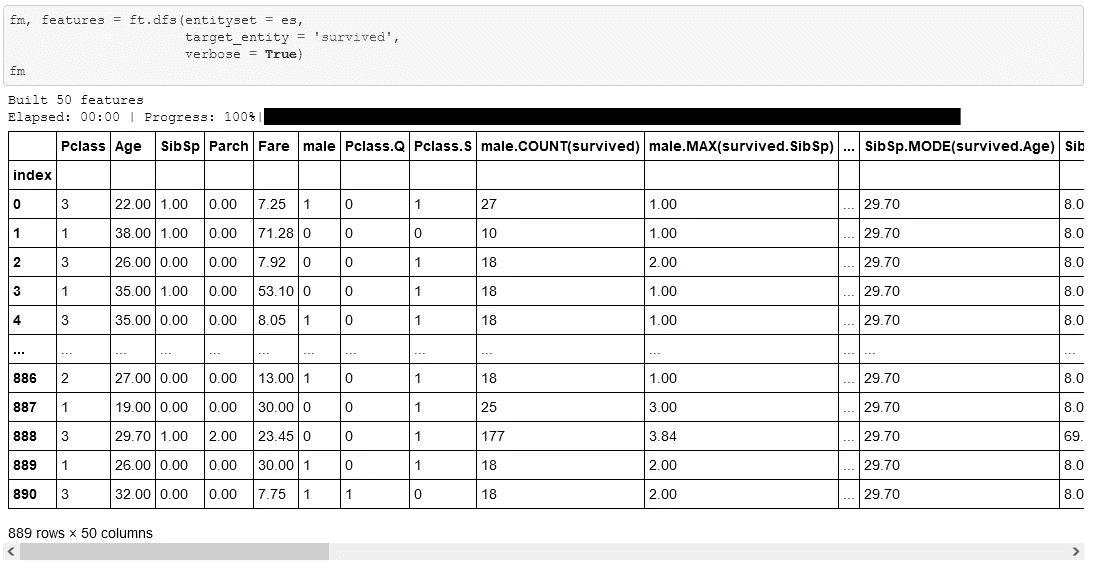 fm, features = ft.dfs(entityset = es,
target_entity = 'survived',
verbose = True)
fm
Built 50 features
Elapsed: 00:00 | Progress: 100%|
Pclass Age SibSp Parch Fare male Pclass.Q Pclass.S male.COUNT(survived) male.MAX(survived.SibSp) ... SibSp.MODE(survived.Age) Sib
index
0 3 22.00 1.00 0.00 7.25 1 0 1 27 1.00 ... 29.70 8.0
1 1 38.00 1.00 0.00 71.28 0 0 0 10 1.00 ... 29.70 8.0
2 3 26.00 0.00 0.00 7.92 0 0 1 18 2.00 ... 29.70 8.0
3 1 35.00 1.00 0.00 53.10 0 0 1 18 1.00 ... 29.70 8.0
4 3 35.00 0.00 0.00 8.05 1 0 1 18 1.00 ... 29.70 8.0
... ... ... ... ... ... ... ... ... ... ... ... ... ...
886 2 27.00 0.00 0.00 13.00 1 0 1 18 1.00 ... 29.70 8.0
887 1 19.00 0.00 0.00 30.00 0 0 1 25 3.00 ... 29.70 8.0
888 3 29.70 1.00 2.00 23.45 0 0 1 177 3.84 ... 29.70 69.
889 1 26.00 0.00 0.00 30.00 1 0 1 18 2.00 ... 29.70 8.0
890 3 32.00 0.00 0.00 7.75 1 1 0 18 2.00 ... 29.70 8.0
889 rows × 50 columns